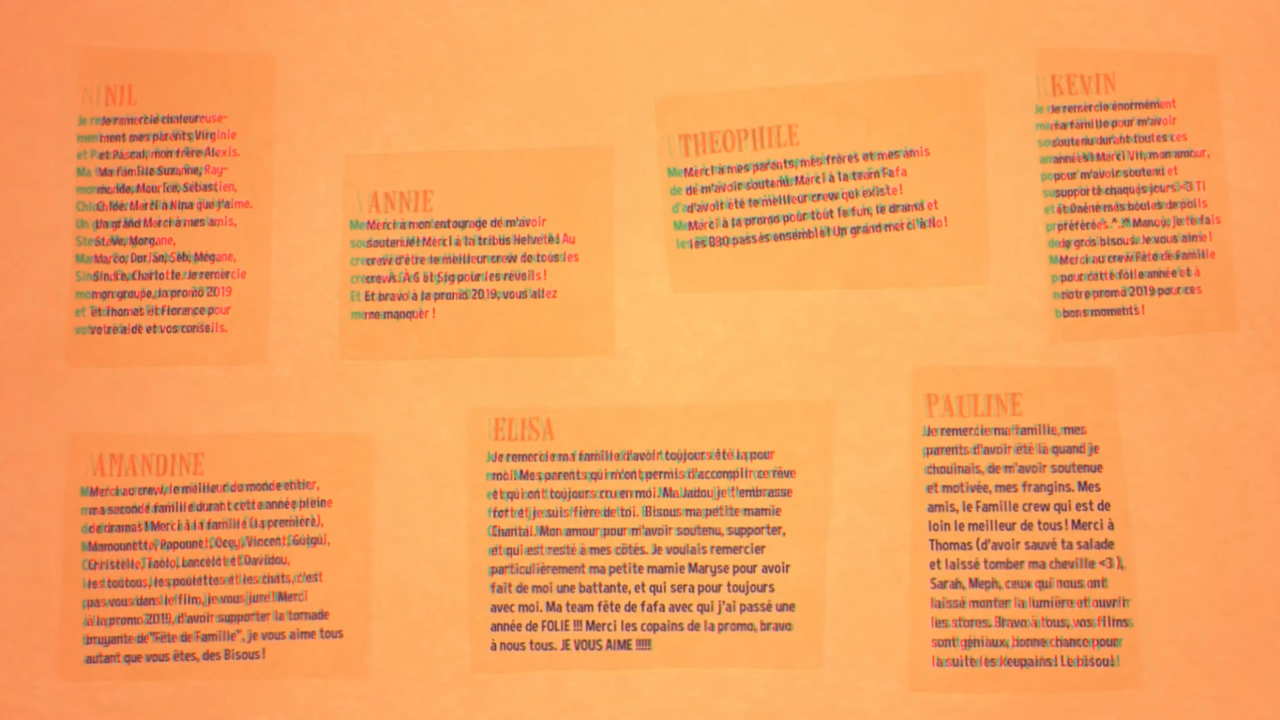 NIL
Je remercie chaleureuse-
ment mes parents Virginie
et Pascal, mon frère Alexis.
Ma famille Suzanne, Ray-
monde, Maurice, Sébastien,
Chloé. Merci à Nina que j'aime.
Un grand Merci à mes amis,
Steve, Morgane,
Marco, Dorian, Seb, Mégane,
Charlotte. Je remercie
mon groupe, la promo 2019
et Thomas et Florence pour
votre aide et vos conseils.
ANNIE
Merci a mon entourage de m'avoir
soutenue! Merci à la tribus Helvète! Au
crew d'être le meilleur crew de tous les
crews. A G et Sig pour les réveils!
Et bravo à la promo 2019, vous allez
me manquer !
THEOPHILE
Merci à mes parents, mes frères et mes amis
de m'avoir soutenu. Merci à la team Fafa
d'avoir été le meilleur crew qui existe!
Merci à la promo pour tout le fun, le drama et
les BBQ passés ensemble! Un grand merci à No!
KEVIN
Je remercie énormément
ma famille pour m'avoir
soutenu durant toutes ces
années! Merci Vii, mon amour,
pour m'avoir soutenu et
supporté chaques jours! <3 Ti
et Daéné mes boules de poils
préférées ^.^ Manou, je te fais
de gros bisous. Je vous aime!
Merci au crew Fête de Famille
pour cette folle année et à
notre promo 2019 pour ces
bons moments!
AMANDINE
Merci au crew, le meilleur du monde entier,
ma seconde famille durant cette année pleine
de drama! Merci à la famille (la première),
Mamounette, Papounet, Vincent, Guigui,
Christelle, Tablo, Lancelot et Davidou,
les toutous, les poulettes et les chats, c'est
pas vous dans le film, je vous jure! Merci
à la promo 2019, d'avoir supporter la tornade
bruyante de "Fête de Famille", je vous aime tous
autant que vous êtes, des Bisous!
ELISA
Je remercie ma famille d'avoir toujours été la pour
moi. Mes parents qui m'ont permis d'accomplir ce rêve
et qui ont toujours cru en moi. Ma Jadou je t'embrasse
fort et je suis fière de toi. Bisous ma petite mamie
Chantal. Mon amour pour m'avoir soutenu, supporter,
et qui est resté à mes côtés. Je voulais remercier
particulièrement ma petite mamie Maryse pour avoir
fait de moi une battante, et qui sera pour toujours
avec moi. Ma team fête de fafa avec qui j'ai passé une
année de FOLIE !!! Merci les copains de la promo, bravo
à nous tous. JE VOUS AIME !!!!!
PAULINE
Je remercie ma famille, mes
parents d'avoir été là quand je
chouinais, de m'avoir soutenue
et motivée, mes frangins. Mes
amis, le Famille crew qui est de
loin le meilleur de tous! Merci à
Thomas (d'avoir sauvé ta salade
et laissé tomber ma cheville <3 ),
Sarah, Meph, ceux qui nous ont
laissé monter la lumière et ouvrir
les stores. Bravo à tous, vos films
sont géniaux, bonne chance pour
la suite les Keupains! Le bisou!